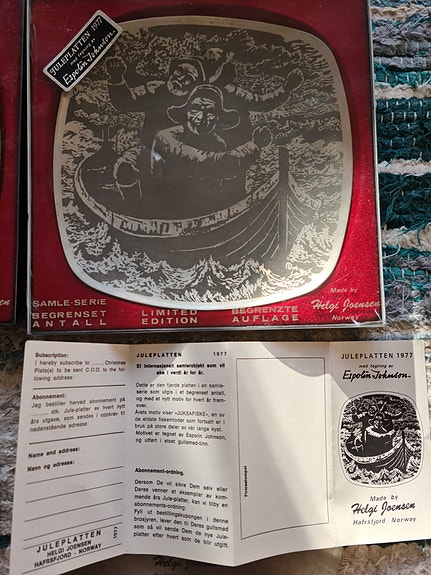 JULEPLATTEN 1977
med tegning av
Espolin-Johnson.
SAMLE-SERIE
BEGRENSET
ANTALL
LIMITED
EDITION
BEGRENZTE
AUFLAGE
Made by
Helgi Joensen
Norway
Subscription:
I hereby subscribe to ...... Christmas
Plate(s) to be sent C.O.D. to the fol-
lowing address:
Abonnement:
Jeg bestiller herved abonnement på
...... stk. Jule-platter av hvert nytt
års utgave, som sendes i oppkrav til
nedenstående adresse:
Name and address:
Navn og adresse:
JULEPLATTEN
HELGI JOENSEN
HAFRSFJORD - NORWAY
1977
JULEPLATTEN 1977
Et internasjonalt samlerobjekt som vil
øke i verdi år for år.
Dette er den fjerde platten i en samle-
serie som utgis i et begrenset antall,
og med et nytt motiv for hvert år frem-
over.
Årets motiv viser «JUKSAFISKE», en av
de eldste fiskemåter som fortsatt er i
bruk på store deler av vår lange kyst.
Motivet er tegnet av Espolin Johnson,
og utført i etset gullsmed-tinn.
Abonnement-ordning.
Dersom De vil sikre Dem selv eller
Deres venner et eksemplar av kom-
mende års Jule-platter, kan vi tilby en
abonnements-ordning:
Fyll ut bestillingskupongen i denne
brosjyren, lever den til Deres gullsmed
som så vil sende Dem de nye Jule-
platter etter hvert som de blir utgitt.
Firmastempel
JULEPLATTEN 1977
med tegning av
Espolin-Johnson.
Made by
Helgi Joensen
Hafrsfjord Norway